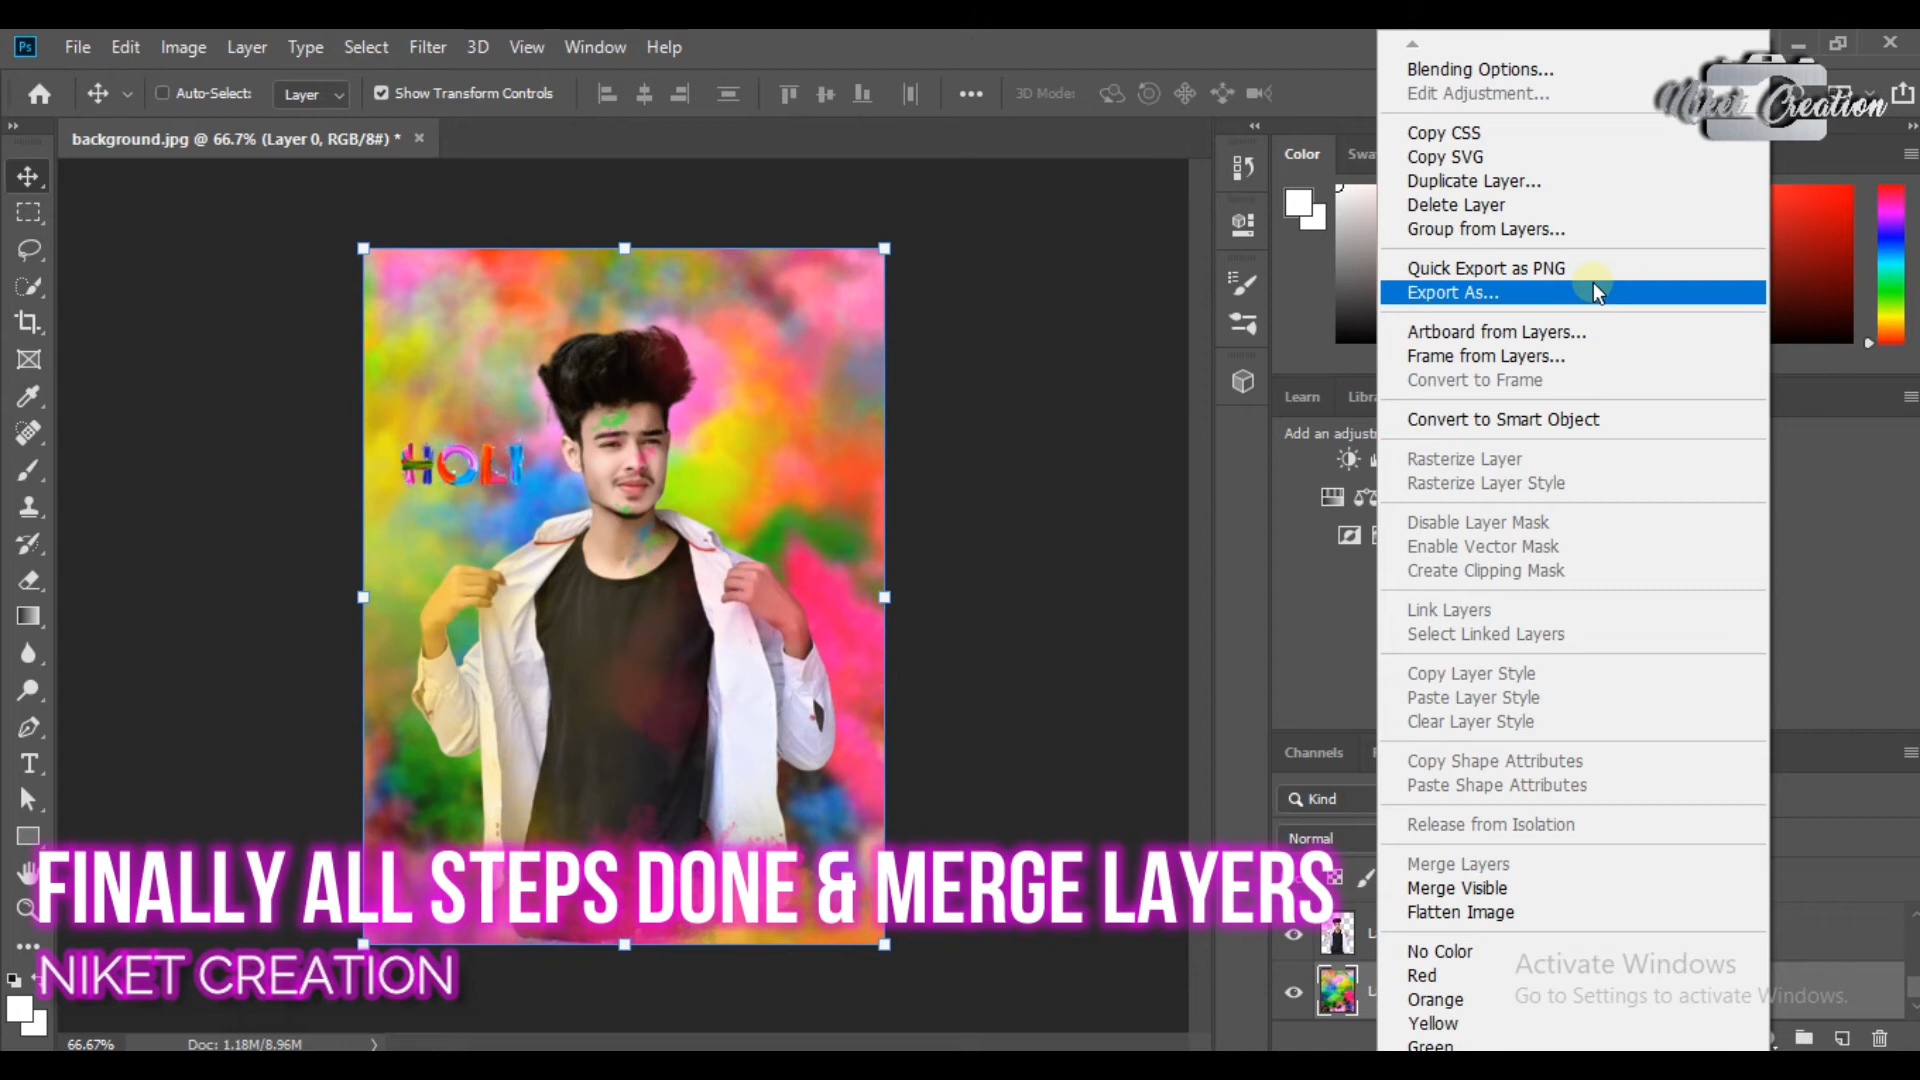 Ps File Edit Image Layer Type Select Filter 3D View Window Help
Auto-Select: Layer Show Transform Controls 3D Mode:
Niket Creation
background.jpg @ 66.7% (Layer 0, RGB/8#) *
HOLI
Color
Learn
Add an adjust
Channels
Kind
Normal
Blending Options...
Edit Adjustment...
Copy CSS
Copy SVG
Duplicate Layer...
Delete Layer
Group from Layers...
Quick Export as PNG
Export As...
Artboard from Layers...
Frame from Layers...
Convert to Frame
Convert to Smart Object
Rasterize Layer
Rasterize Layer Style
Disable Layer Mask
Enable Vector Mask
Create Clipping Mask
Link Layers
Select Linked Layers
Copy Layer Style
Paste Layer Style
Clear Layer Style
Copy Shape Attributes
Paste Shape Attributes
Release from Isolation
Merge Layers
Merge Visible
Flatten Image
No Color
Red
Orange
Yellow
Green
Activate Windows
Go to Settings to activate Windows.
FINALLY ALL STEPS DONE & MERGE LAYERS
NIKET CREATION
66.67% Doc: 1.18M/8.96M